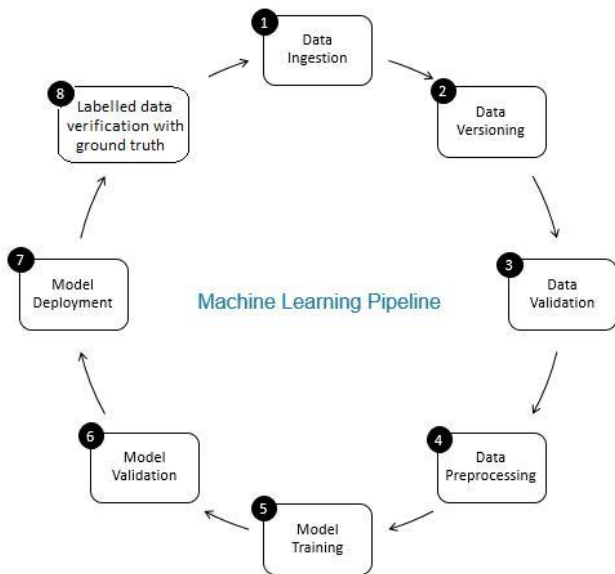 1
Data
Ingestion
2
Data
Versioning
3
Data
Validation
4
Data
Preprocessing
5
Model
Training
6
Model
Validation
7
Model
Deployment
8
Labelled data
verification with
ground truth
Machine Learning Pipeline